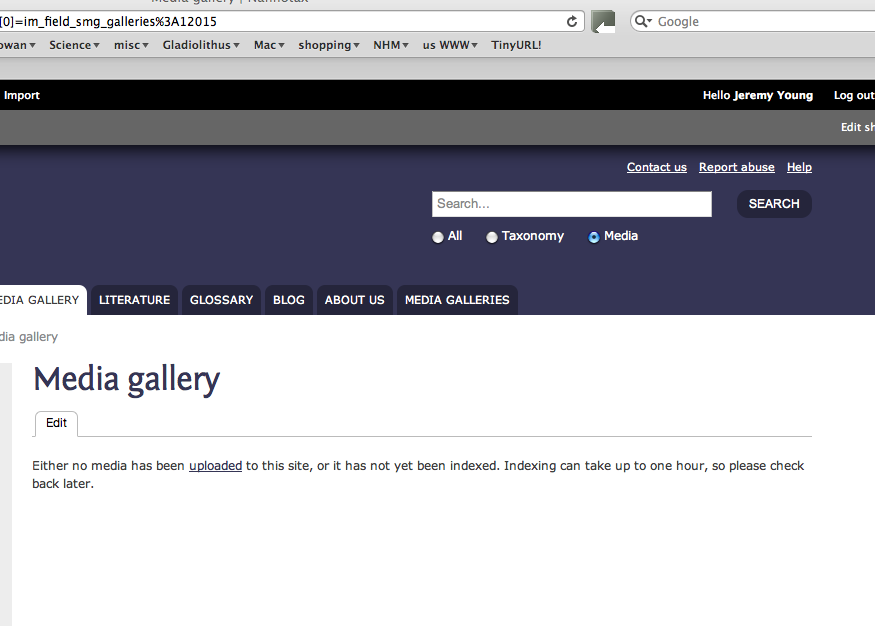 Media gallery | Nannotax
[0]=im_field_smg_galleries%3A12015
Google
owan Science misc Gladiolithus Mac shopping NHM us WWW TinyURL!
Import Hello Jeremy Young Log out
Edit sh
Contact us Report abuse Help
Search... SEARCH
All Taxonomy Media
EDIA GALLERY LITERATURE GLOSSARY BLOG ABOUT US MEDIA GALLERIES
dia gallery
Media gallery
Edit
Either no media has been uploaded to this site, or it has not yet been indexed. Indexing can take up to one hour, so please check
back later.